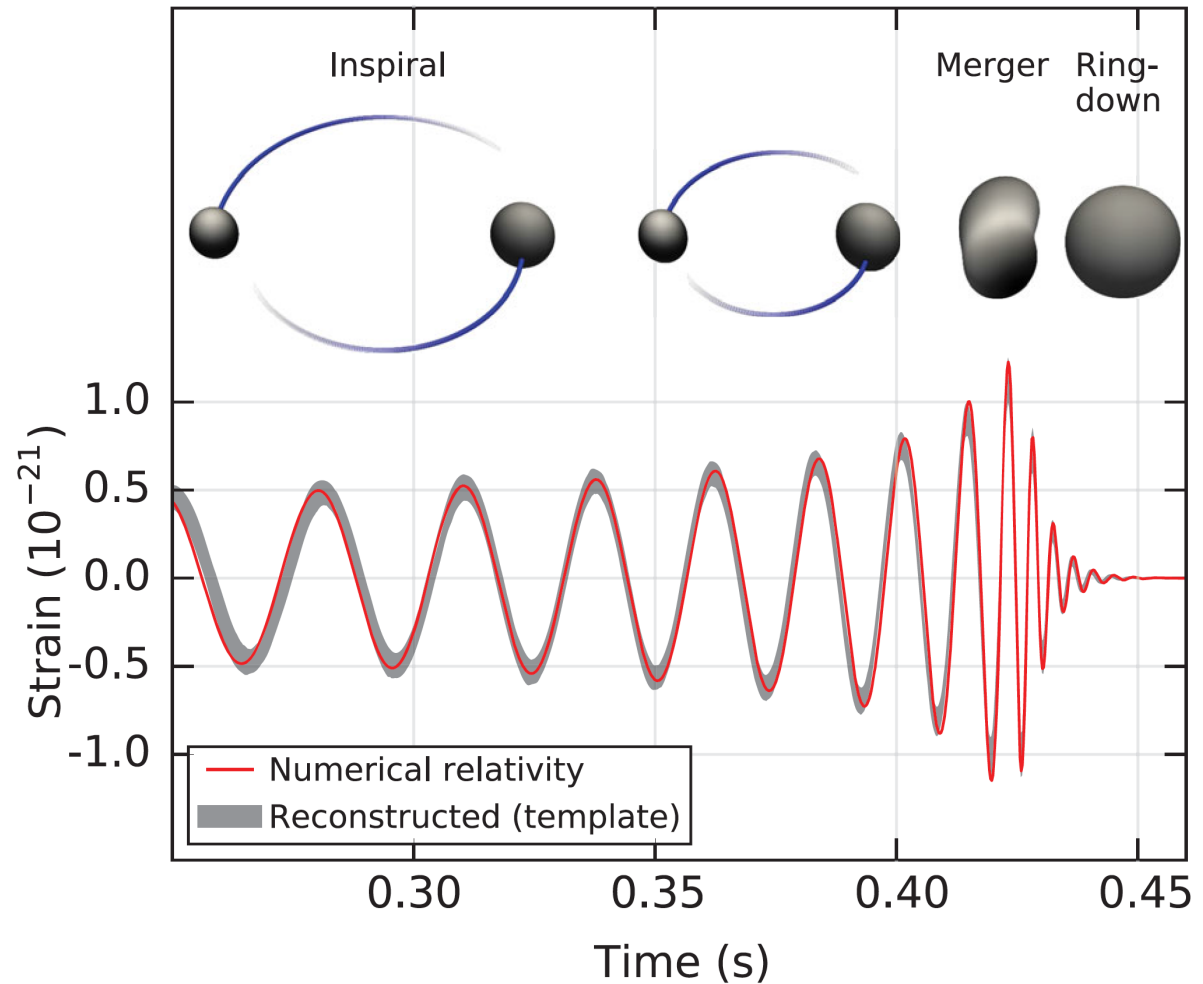 Inspiral
Merger
Ring-
down
Strain (10⁻²¹)
1.0
0.5
0.0
-0.5
-1.0
Numerical relativity
Reconstructed (template)
0.30
0.35
0.40
0.45
Time (s)